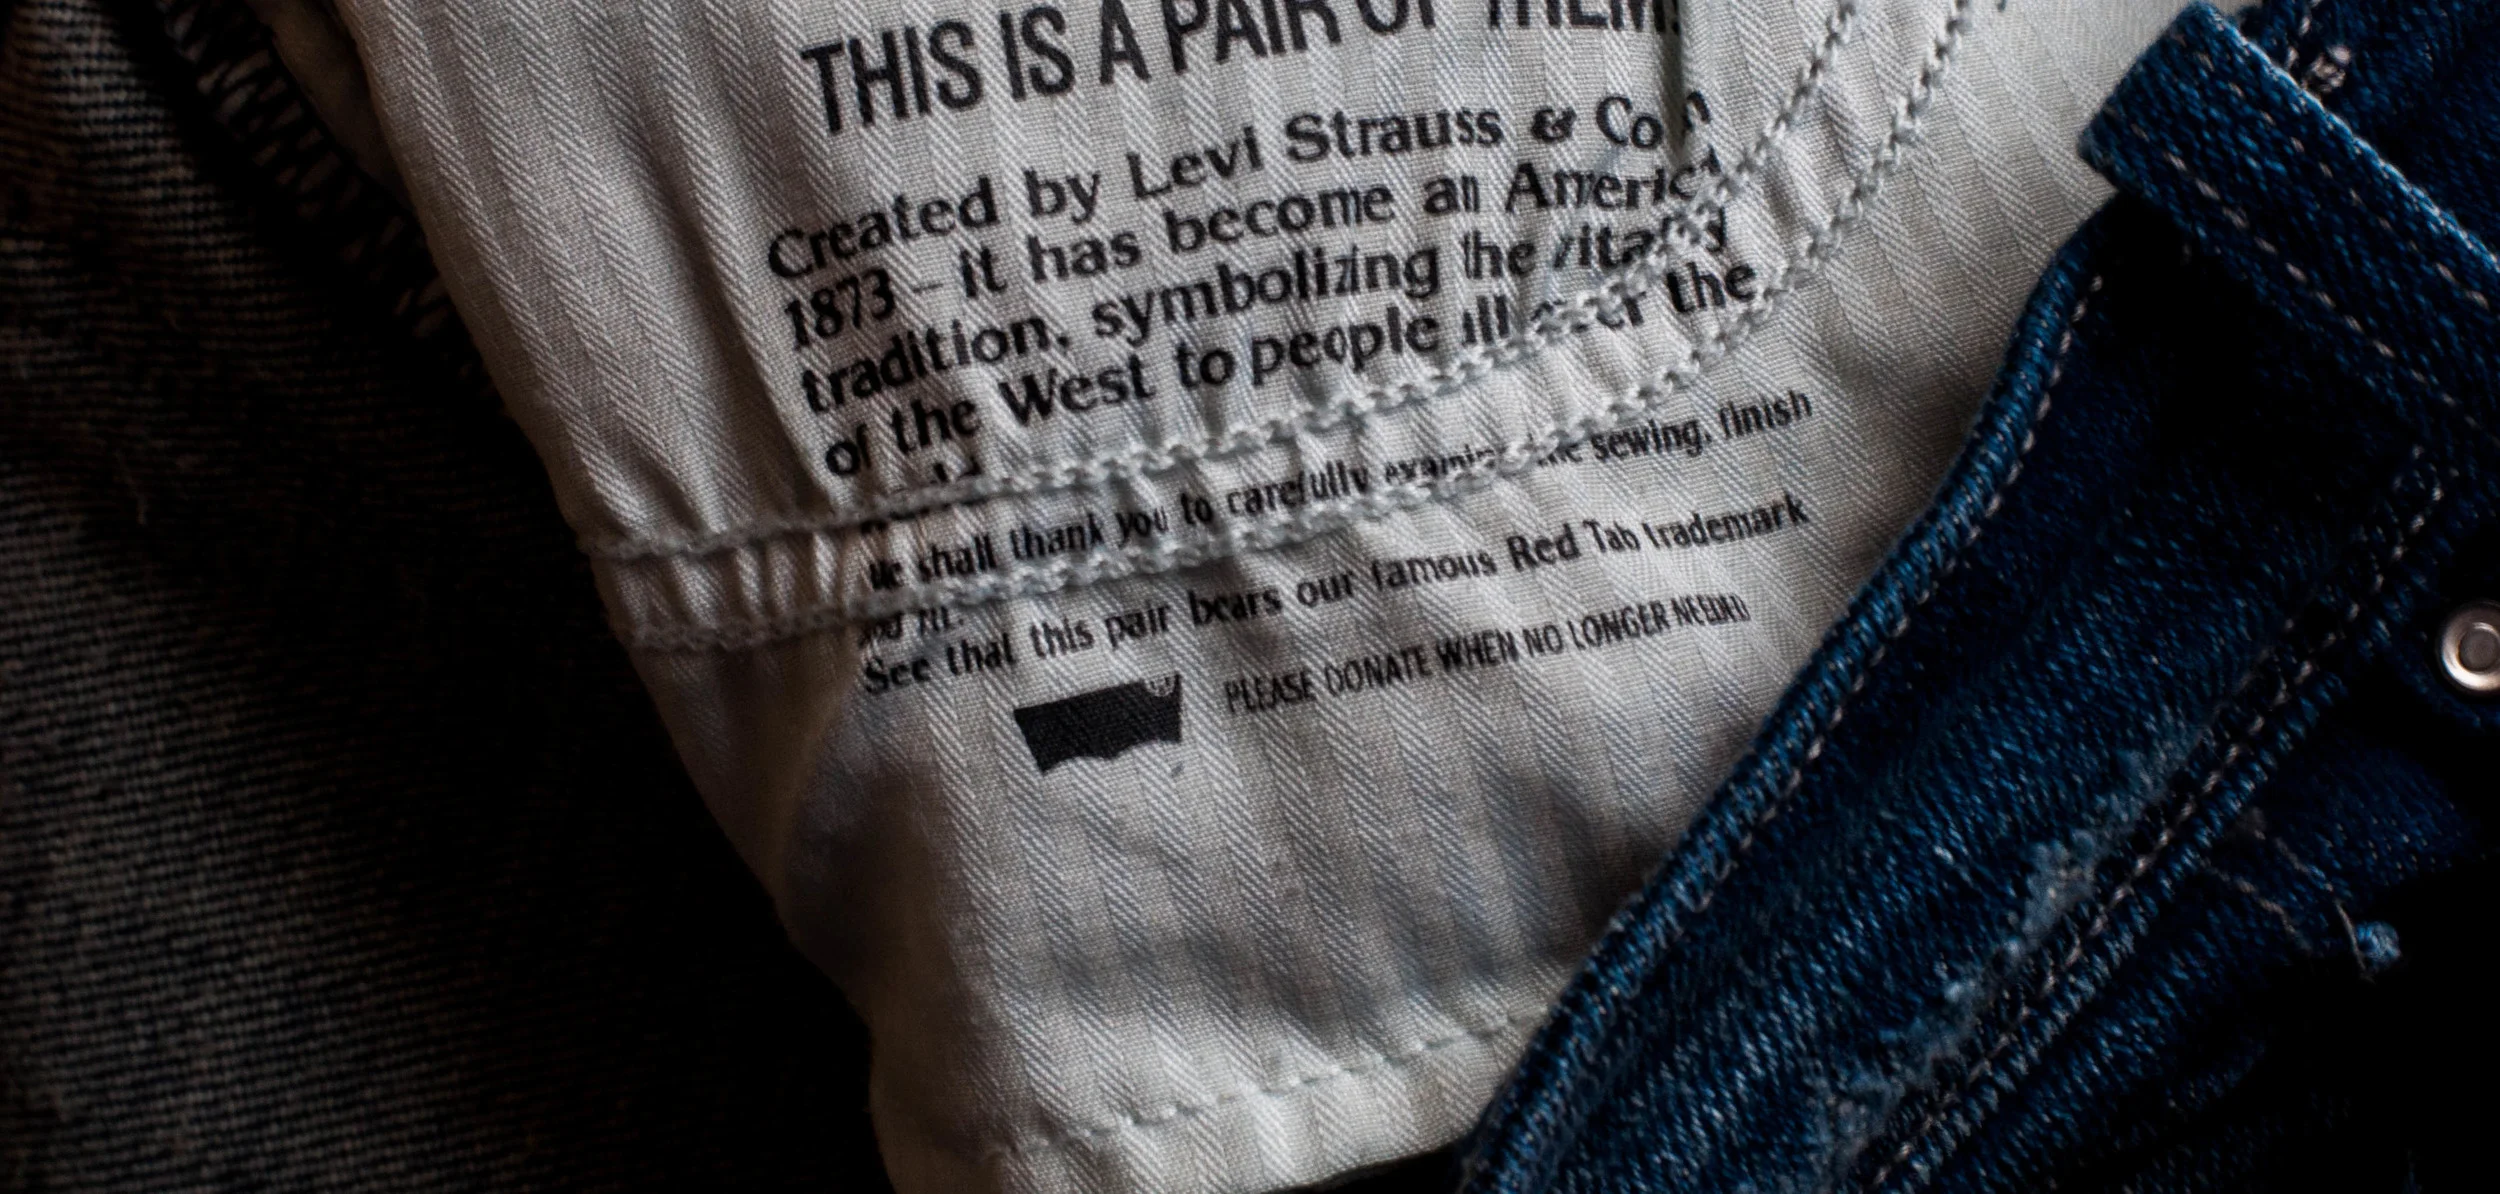 THIS IS A PAIR OF THEM
Created by Levi Strauss & Co
1873 – it has become an
tradition, symbolizing the
of the West to people the
We shall thank you to carefully the sewing, finish
See that this pair bears our famous Red Tab trademark
PLEASE DONATE WHEN NO LONGER NEEDED